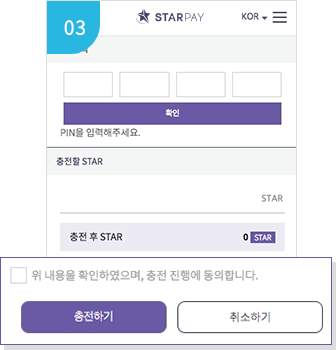 03
STARPAY
KOR
확인
PIN을 입력해주세요.
충전할 STAR
STAR
충전 후 STAR
0 STAR
위 내용을 확인하였으며, 충전 진행에 동의합니다.
충전하기
취소하기